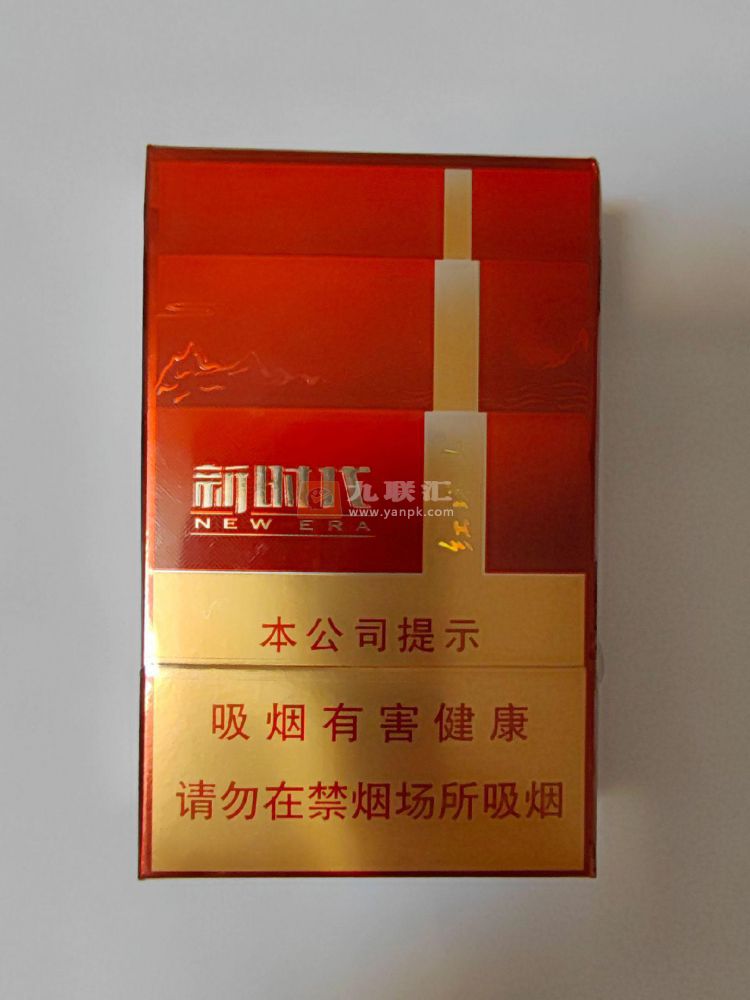 新时代
NEW ERA
九联汇
www.yanpk.com
本公司提示
吸烟有害健康
请勿在禁烟场所吸烟